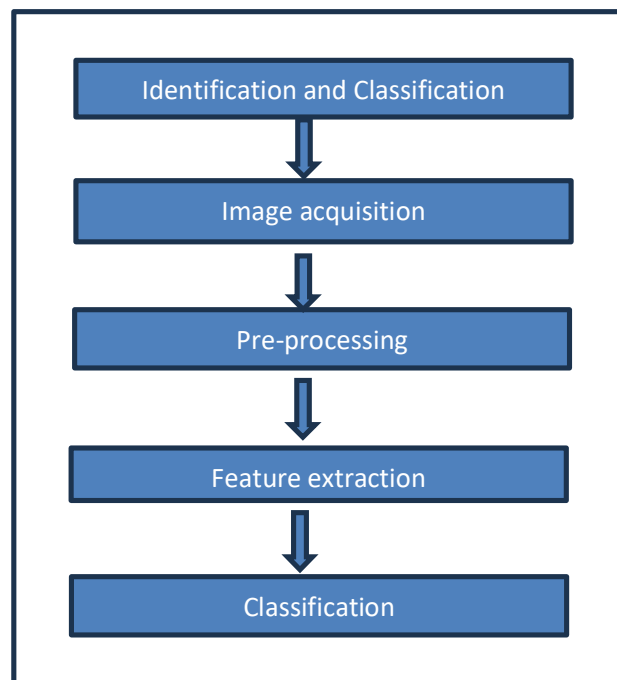 Identification and Classification
Image acquisition
Pre-processing
Feature extraction
Classification